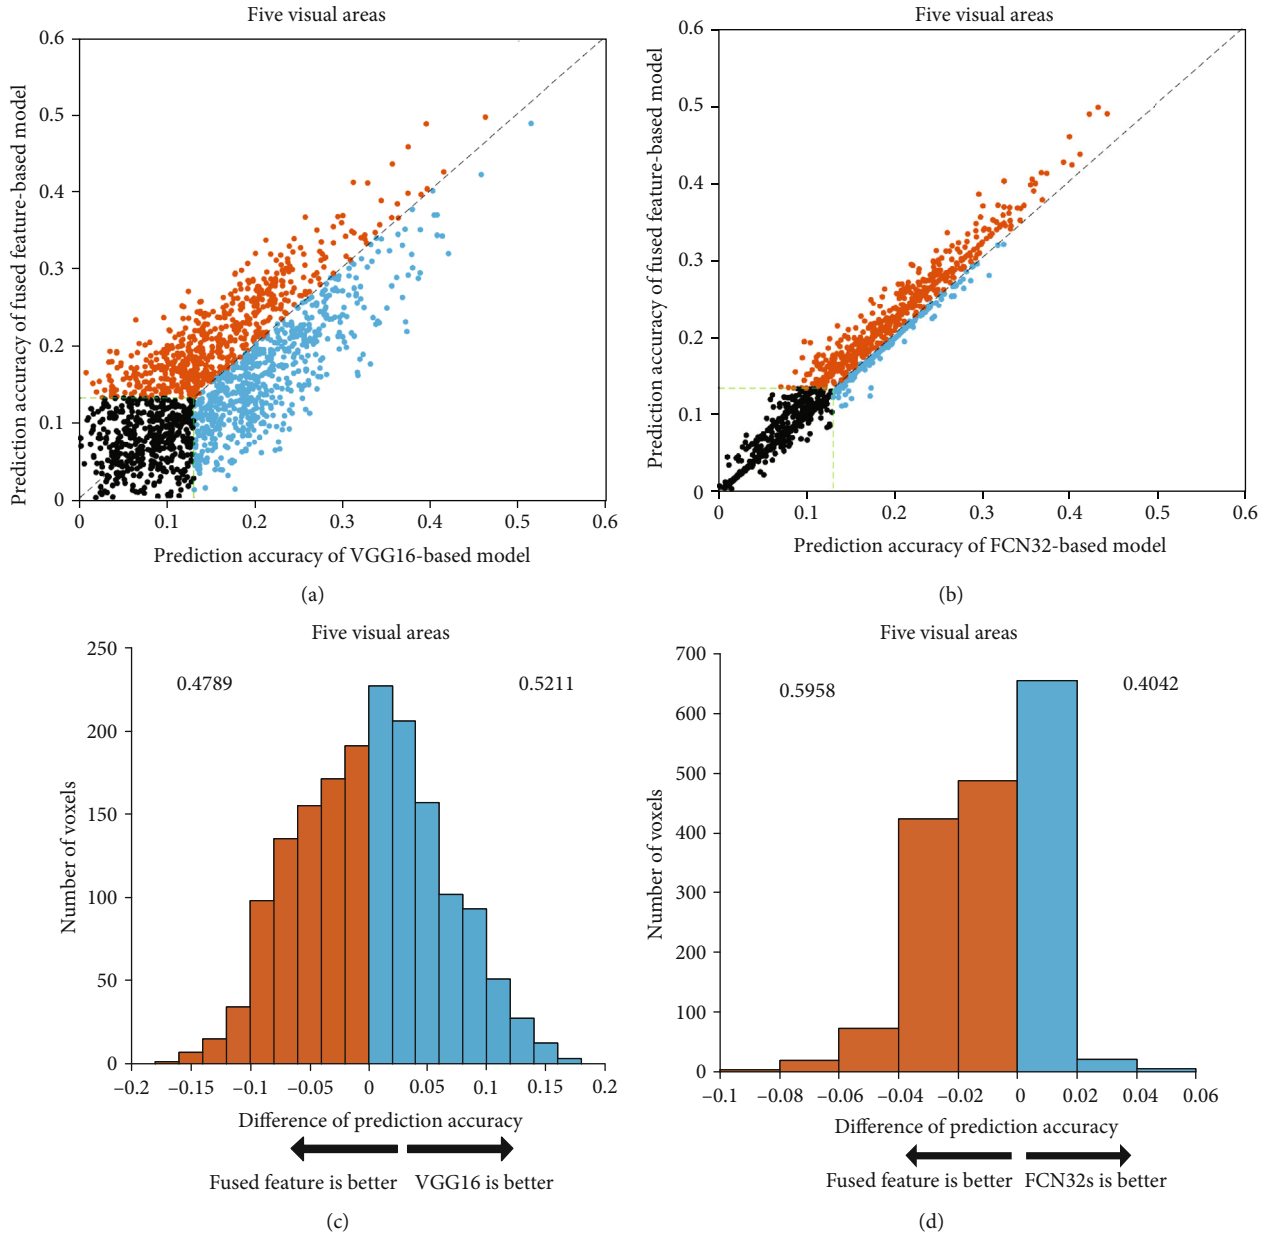 Five visual areas
Prediction accuracy of fused feature-based model
0.6
0.5
0.4
0.3
0.2
0.1
0
0 0.1 0.2 0.3 0.4 0.5 0.6
Prediction accuracy of VGG16-based model
(a)
Five visual areas
Prediction accuracy of fused feature-based model
0.6
0.5
0.4
0.3
0.2
0.1
0
0 0.1 0.2 0.3 0.4 0.5 0.6
Prediction accuracy of FCN32-based model
(b)
Five visual areas
0.4789 0.5211
Number of voxels
250
200
150
100
50
0
–0.2 –0.15 –0.1 –0.05 0 0.05 0.1 0.15 0.2
Difference of prediction accuracy
Fused feature is better VGG16 is better
(c)
Five visual areas
0.5958 0.4042
Number of voxels
700
600
500
400
300
200
100
0
–0.1 –0.08 –0.06 –0.04 –0.02 0 0.02 0.04 0.06
Difference of prediction accuracy
Fused feature is better FCN32s is better
(d)